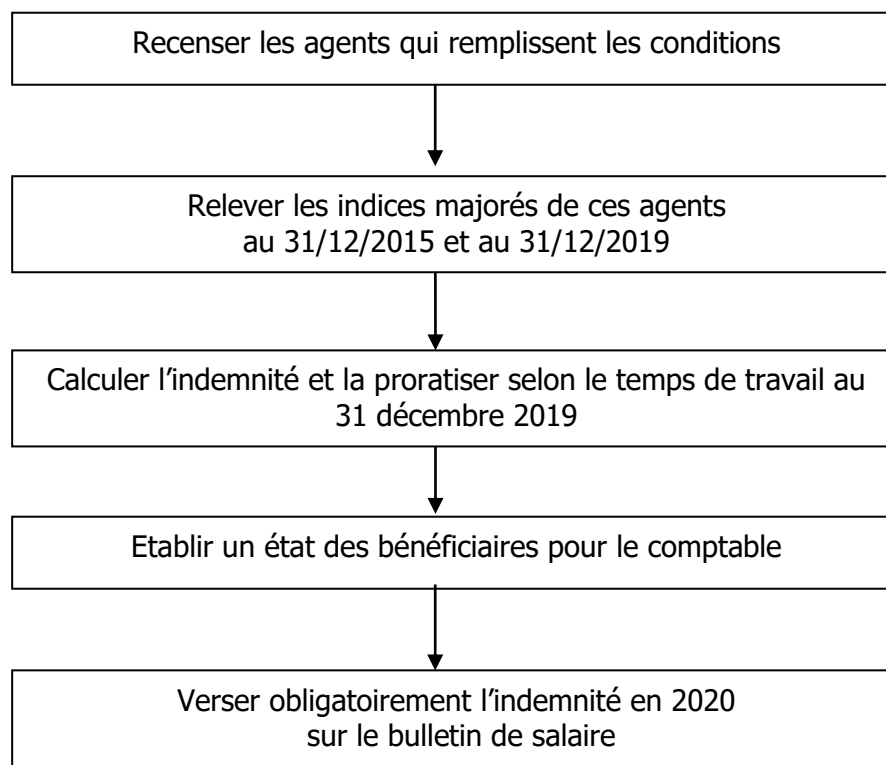 Recenser les agents qui remplissent les conditions
Relever les indices majorés de ces agents
au 31/12/2015 et au 31/12/2019
Calculer l’indemnité et la proratiser selon le temps de travail au
31 décembre 2019
Etablir un état des bénéficiaires pour le comptable
Verser obligatoirement l’indemnité en 2020
sur le bulletin de salaire